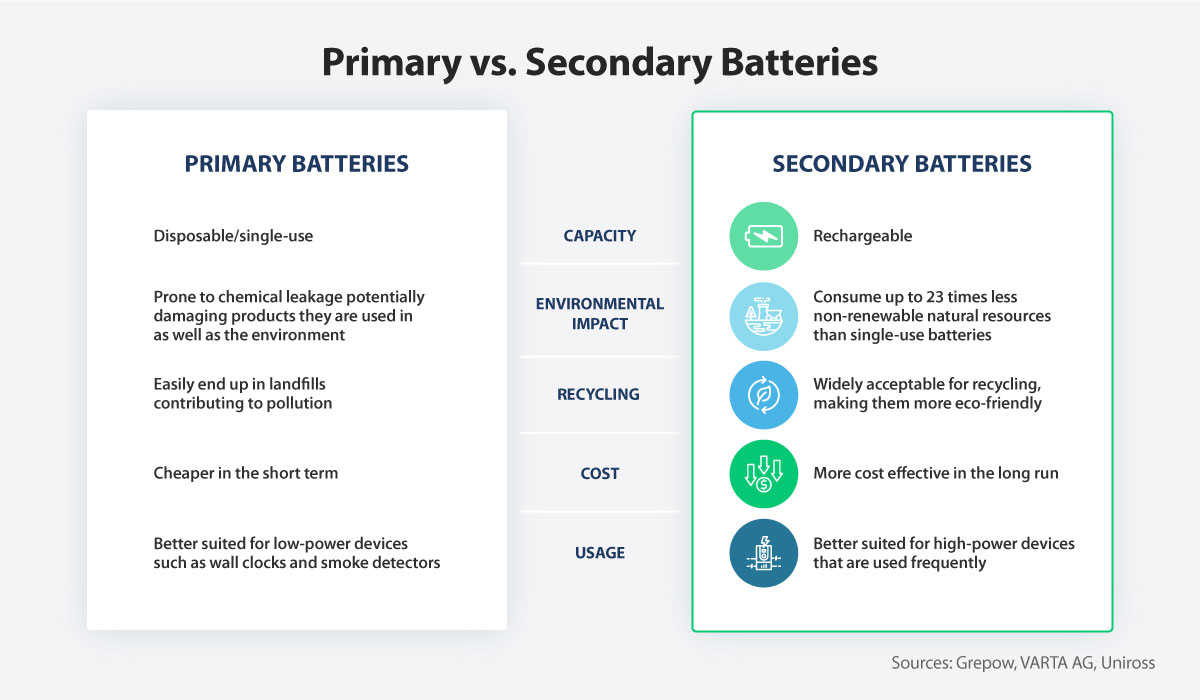 Primary vs. Secondary Batteries
PRIMARY BATTERIES
SECONDARY BATTERIES
Disposable/single-use
CAPACITY
Rechargeable
Prone to chemical leakage potentially
damaging products they are used in
as well as the environment
ENVIRONMENTAL
IMPACT
Consume up to 23 times less
non-renewable natural resources
than single-use batteries
Easily end up in landfills
contributing to pollution
RECYCLING
Widely acceptable for recycling,
making them more eco-friendly
Cheaper in the short term
COST
$
More cost effective in the long run
Better suited for low-power devices
such as wall clocks and smoke detectors
USAGE
Better suited for high-power devices
that are used frequently
Sources: Grepow, VARTA AG, Uniross